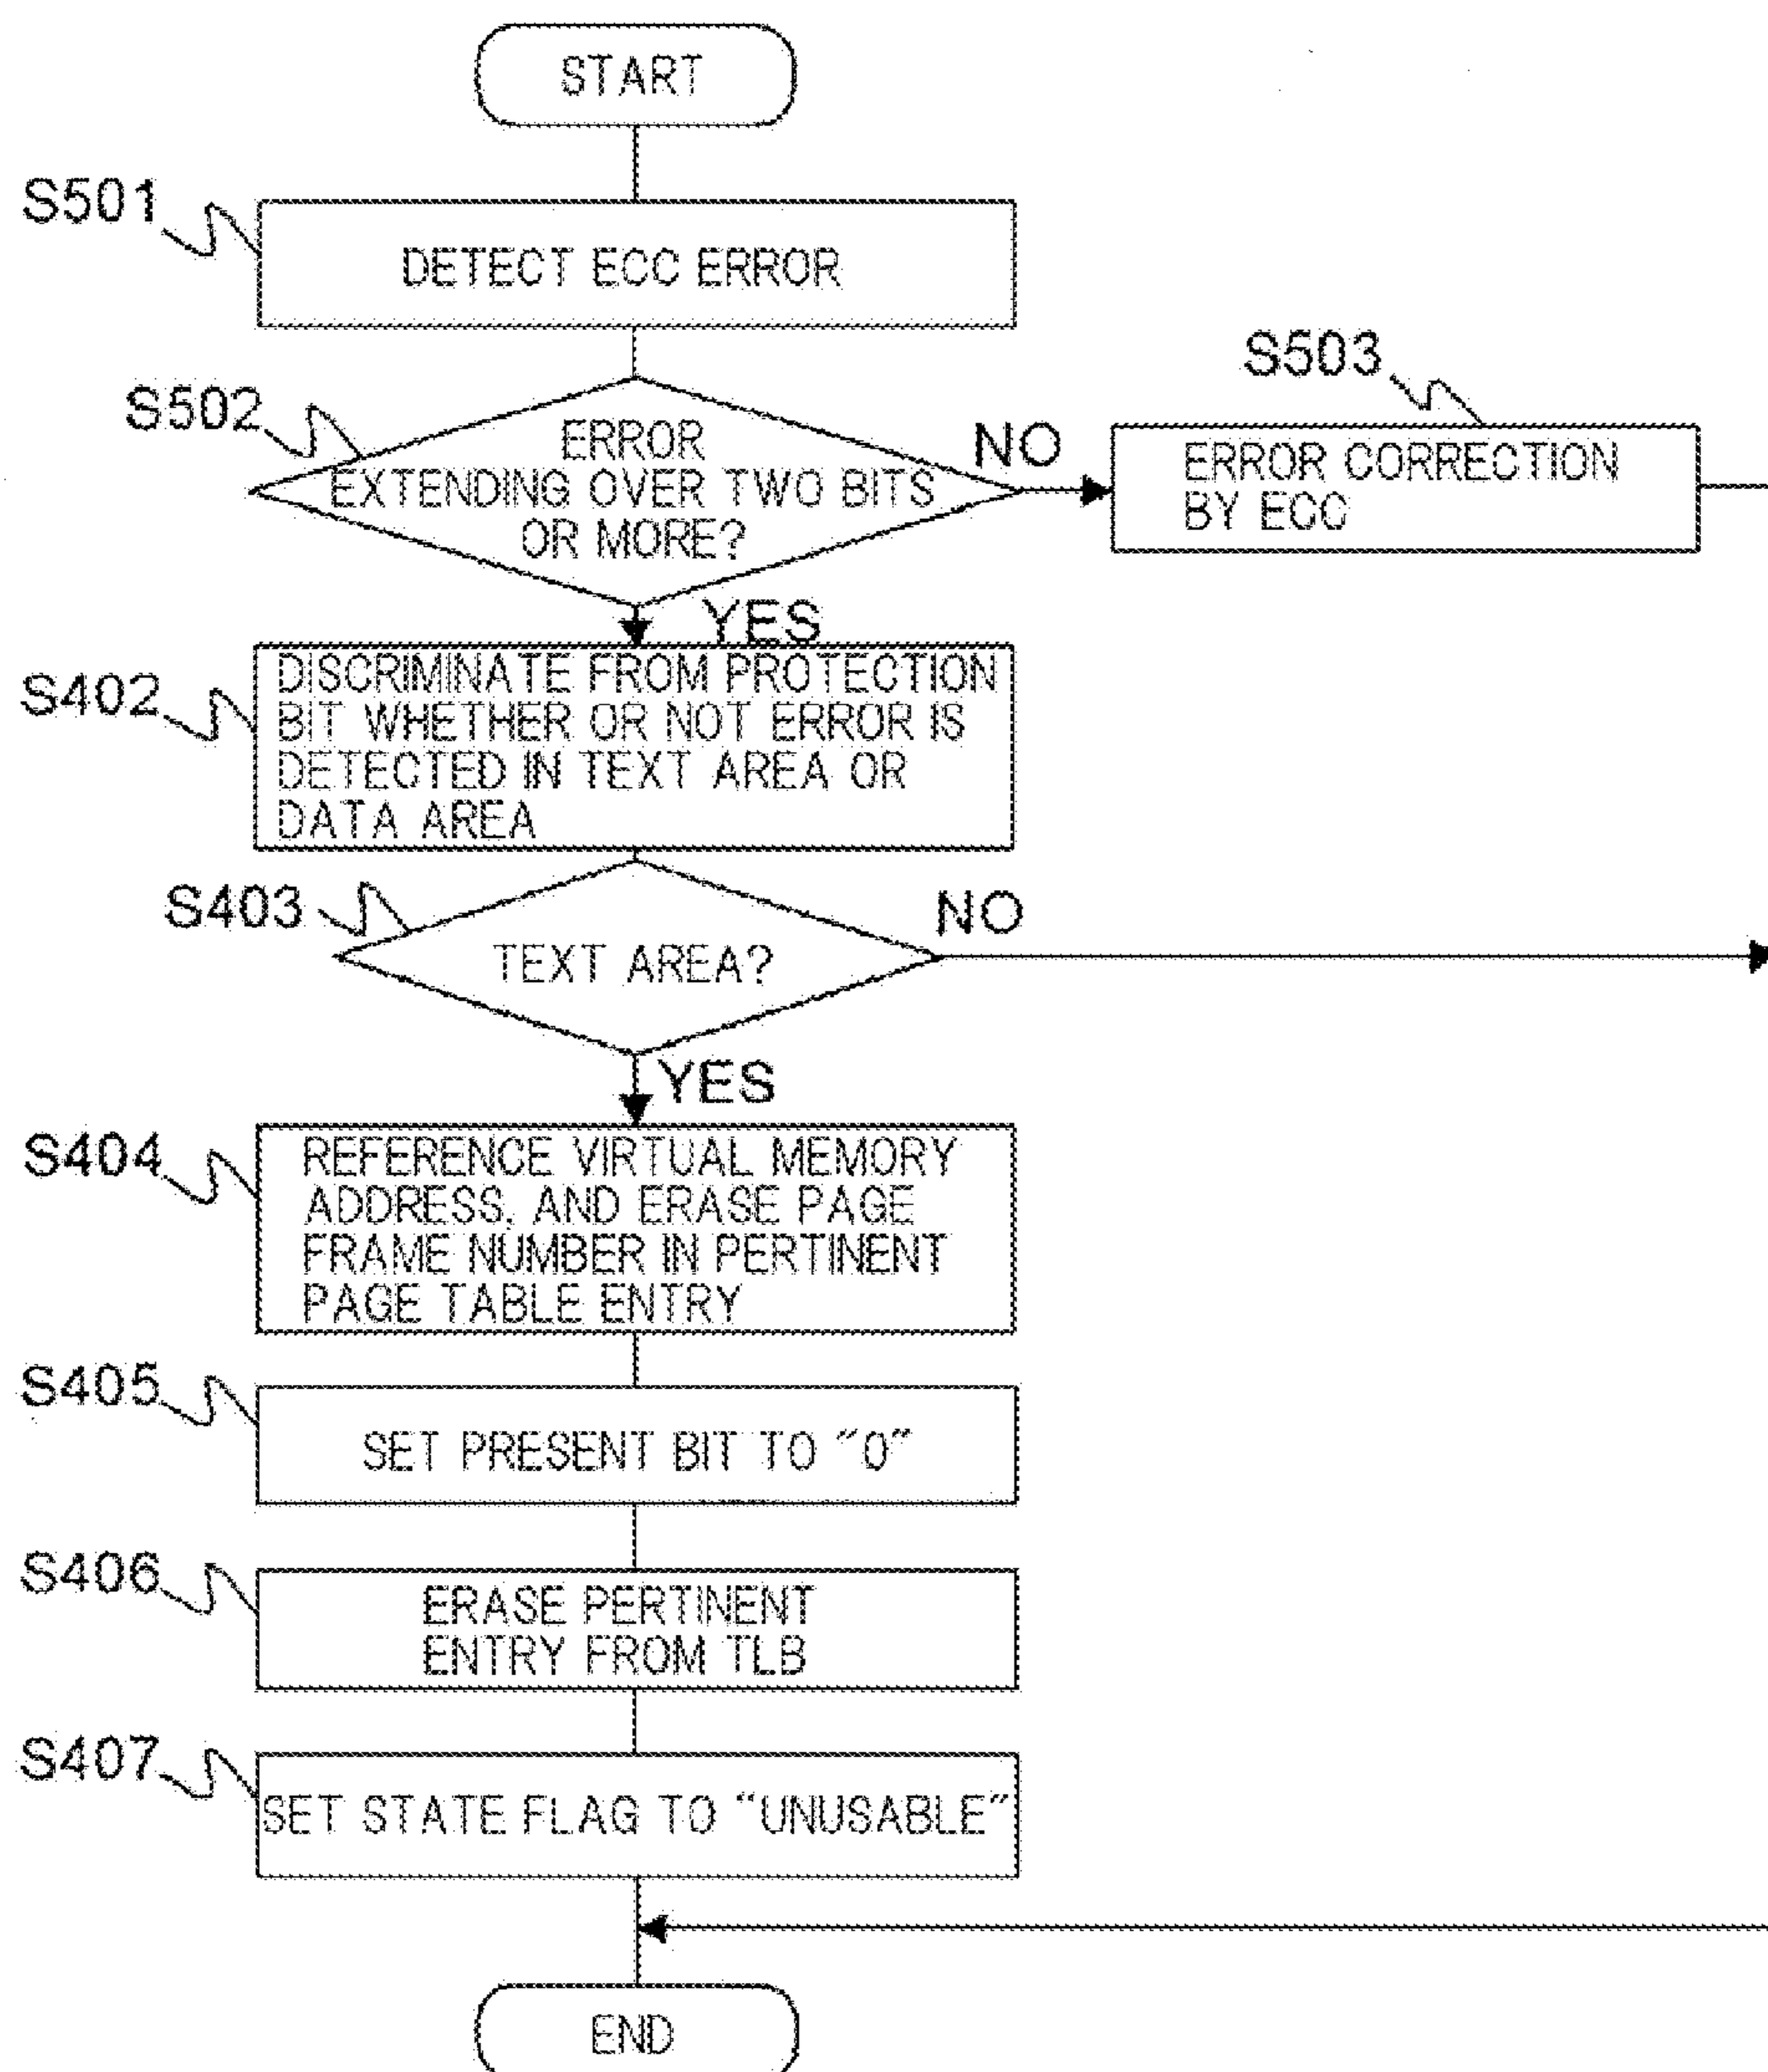 START
S501
DETECT ECC ERROR
S502
ERROR
EXTENDING OVER TWO BITS
OR MORE?
NO
S503
ERROR CORRECTION
BY ECC
YES
S402
DISCRIMINATE FROM PROTECTION
BIT WHETHER OR NOT ERROR IS
DETECTED IN TEXT AREA OR
DATA AREA
S403
TEXT AREA?
NO
YES
S404
REFERENCE VIRTUAL MEMORY
ADDRESS, AND ERASE PAGE
FRAME NUMBER IN PERTINENT
PAGE TABLE ENTRY
S405
SET PRESENT BIT TO "0"
S406
ERASE PERTINENT
ENTRY FROM TLB
S407
SET STATE FLAG TO "UNUSABLE"
END